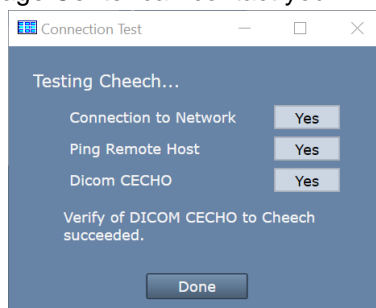 Connection Test
Testing Cheech...
Connection to Network Yes
Ping Remote Host Yes
Dicom CECHO Yes
Verify of DICOM CECHO to Cheech
succeeded.
Done